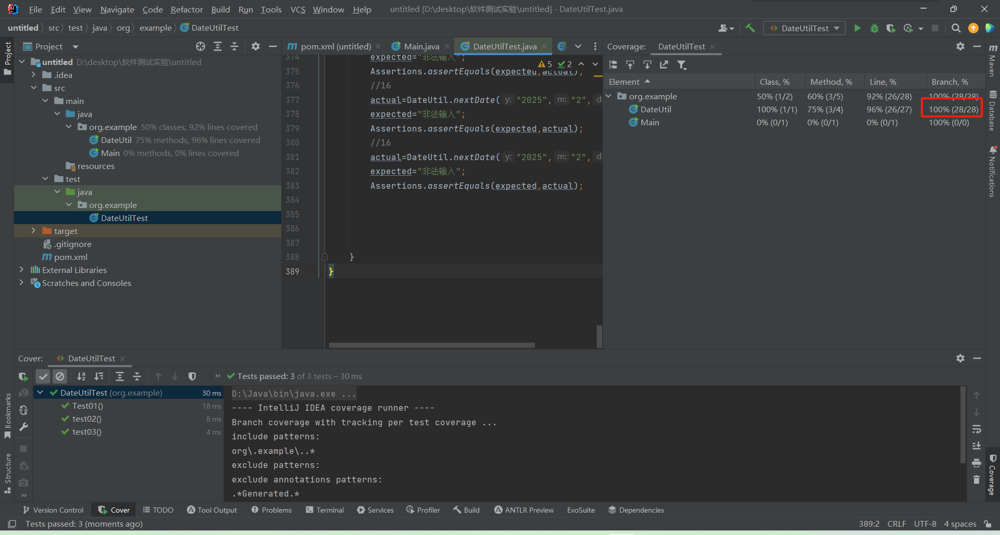 File Edit View Navigate Code Refactor Build Run Tools VCS Window Help untitled [D:\desktop\软件测试实验\untitled] - DateUtilTest.java
untitled src test java org example DateUtilTest DateUtilTest
Project
pom.xml (untitled) Main.java DateUtilTest.java
Coverage: DateUtilTest
untitled D:\desktop\软件测试实验\untitled
.idea
src
main
java
org.example 50% classes, 92% lines covered
DateUtil 75% methods, 96% lines covered
Main 0% methods, 0% lines covered
resources
test
java
org.example
DateUtilTest
target
.gitignore
pom.xml
External Libraries
Scratches and Consoles
5 2
374 expected="非法输入";
375 Assertions.assertEquals(expected,actual);
376 //16
377 actual=DateUtil.nextDate( y: "2025", m: "2", d:
378 expected="非法输入";
379 Assertions.assertEquals(expected,actual);
380 //16
381 actual=DateUtil.nextDate( y: "2025", m: "2", d:
382 expected="非法输入";
383 Assertions.assertEquals(expected,actual);
384
385
386
387
388 }
389 }
Element Class, % Method, % Line, % Branch, %
org.example 50% (1/2) 60% (3/5) 92% (26/28) 100% (28/28)
DateUtil 100% (1/1) 75% (3/4) 96% (26/27) 100% (28/28)
Main 0% (0/1) 0% (0/1) 0% (0/1) 100% (0/0)
Project
Bookmarks
Structure
Maven
Database
Notifications
Coverage
Cover: DateUtilTest
Tests passed: 3 of 3 tests – 30 ms
DateUtilTest (org.example) 30 ms
Test01() 18 ms
test02() 8 ms
test03() 4 ms
D:\Java\bin\java.exe ...
---- IntelliJ IDEA coverage runner ----
Branch coverage with tracking per test coverage ...
include patterns:
org\.example\..*
exclude patterns:
exclude annotations patterns:
.*Generated.*
Version Control Cover TODO Tool Output Problems Terminal Services Profiler Build ANTLR Preview EvoSuite Dependencies
Tests passed: 3 (moments ago) 389:2 CRLF UTF-8 4 spaces